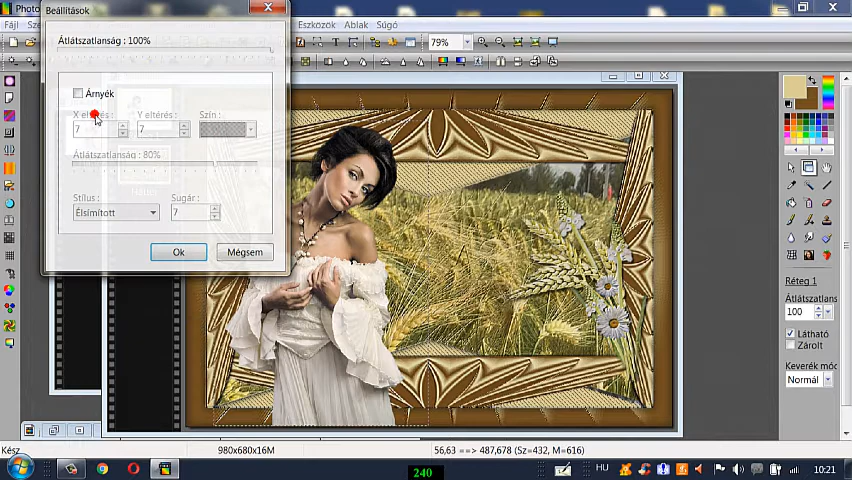 Beállítások
Photo
Átlátszatlanság : 100%
Fájl
Eszközök Ablak Súgó
79%
Árnyék
X eltérés :
Y eltérés :
Szín :
7
7
Átlátszatlanság : 80%
Stílus :
Sugár :
Élsimított
7
Ok
Mégsem
Réteg 1
Átlátszatlans
100
Látható
Zárolt
Keverék mód
Normál
Kész
980x680x16M
56,63 ==> 487,678 (Sz=432, M=616)
240
HU
10:21